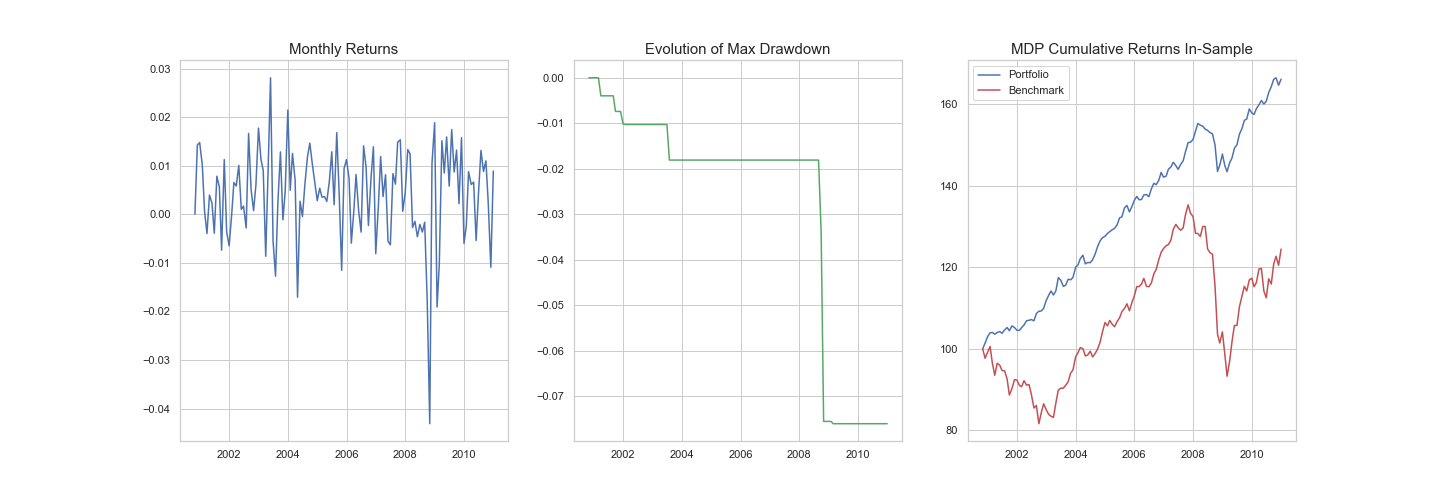 Monthly Returns
0.03
0.02
0.01
0.00
−0.01
−0.02
−0.03
−0.04
2002 2004 2006 2008 2010
Evolution of Max Drawdown
0.00
−0.01
−0.02
−0.03
−0.04
−0.05
−0.06
−0.07
2002 2004 2006 2008 2010
MDP Cumulative Returns In-Sample
Portfolio
Benchmark
160
140
120
100
80
2002 2004 2006 2008 2010